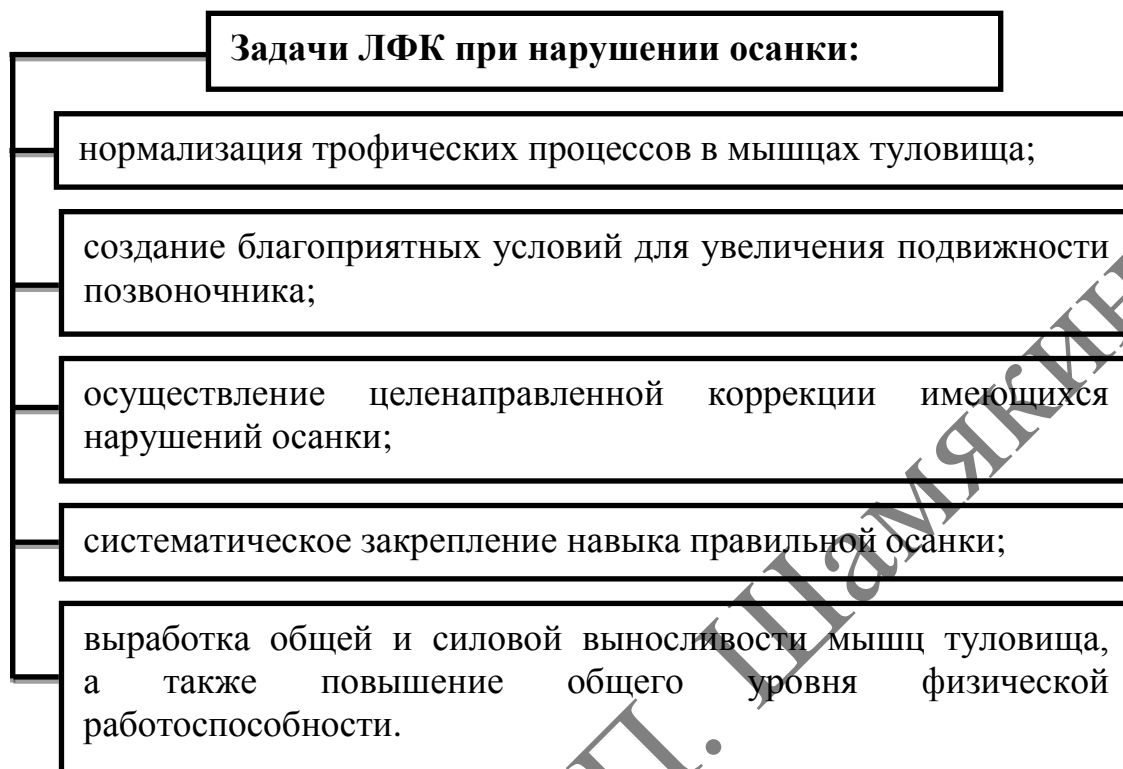 Задачи ЛФК при нарушении осанки:
нормализация трофических процессов в мышцах туловища;
создание благоприятных условий для увеличения подвижности
позвоночника;
осуществление целенаправленной коррекции имеющихся
нарушений осанки;
систематическое закрепление навыка правильной осанки;
выработка общей и силовой выносливости мышц туловища,
а также повышение общего уровня физической
работоспособности.